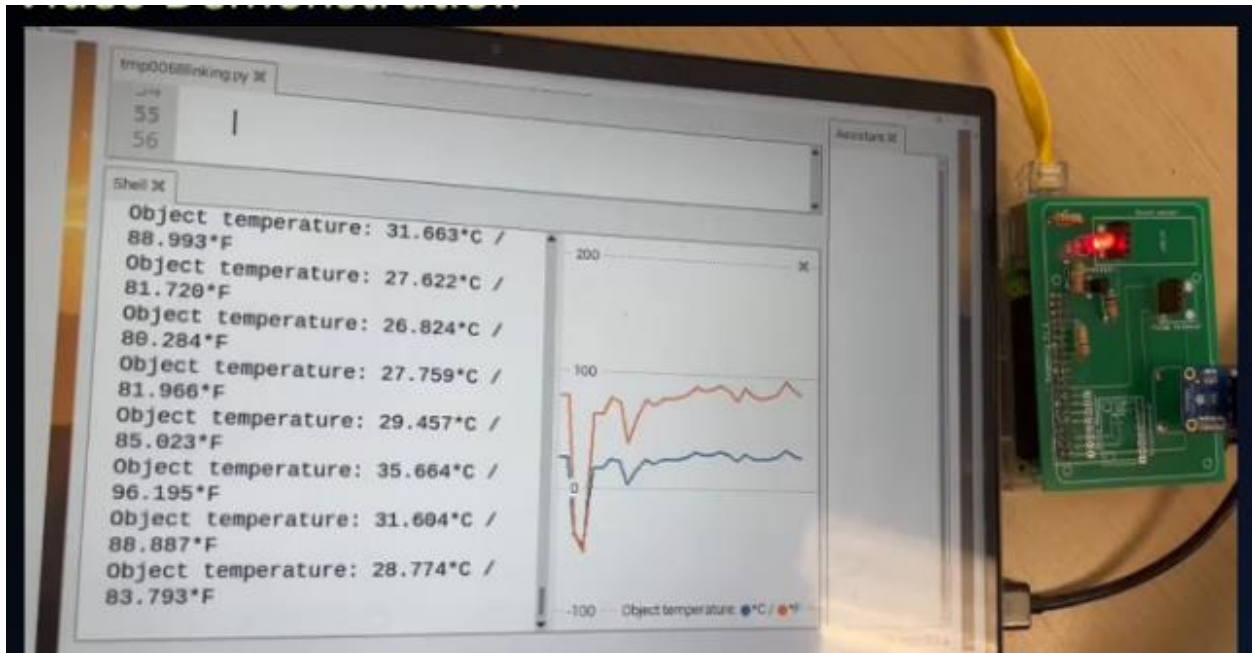 Video Demonstration
55
56
Shell
Object temperature: 31.663*C /
88.993*F
Object temperature: 27.622*C /
81.720*F
Object temperature: 26.824*C /
80.284*F
Object temperature: 27.759*C /
81.966*F
Object temperature: 29.457*C /
85.023*F
Object temperature: 35.664*C /
96.195*F
Object temperature: 31.604*C /
88.887*F
Object temperature: 28.774*C /
83.793*F
200
100
0
-100
Object temperature: *C / *F
Assistant